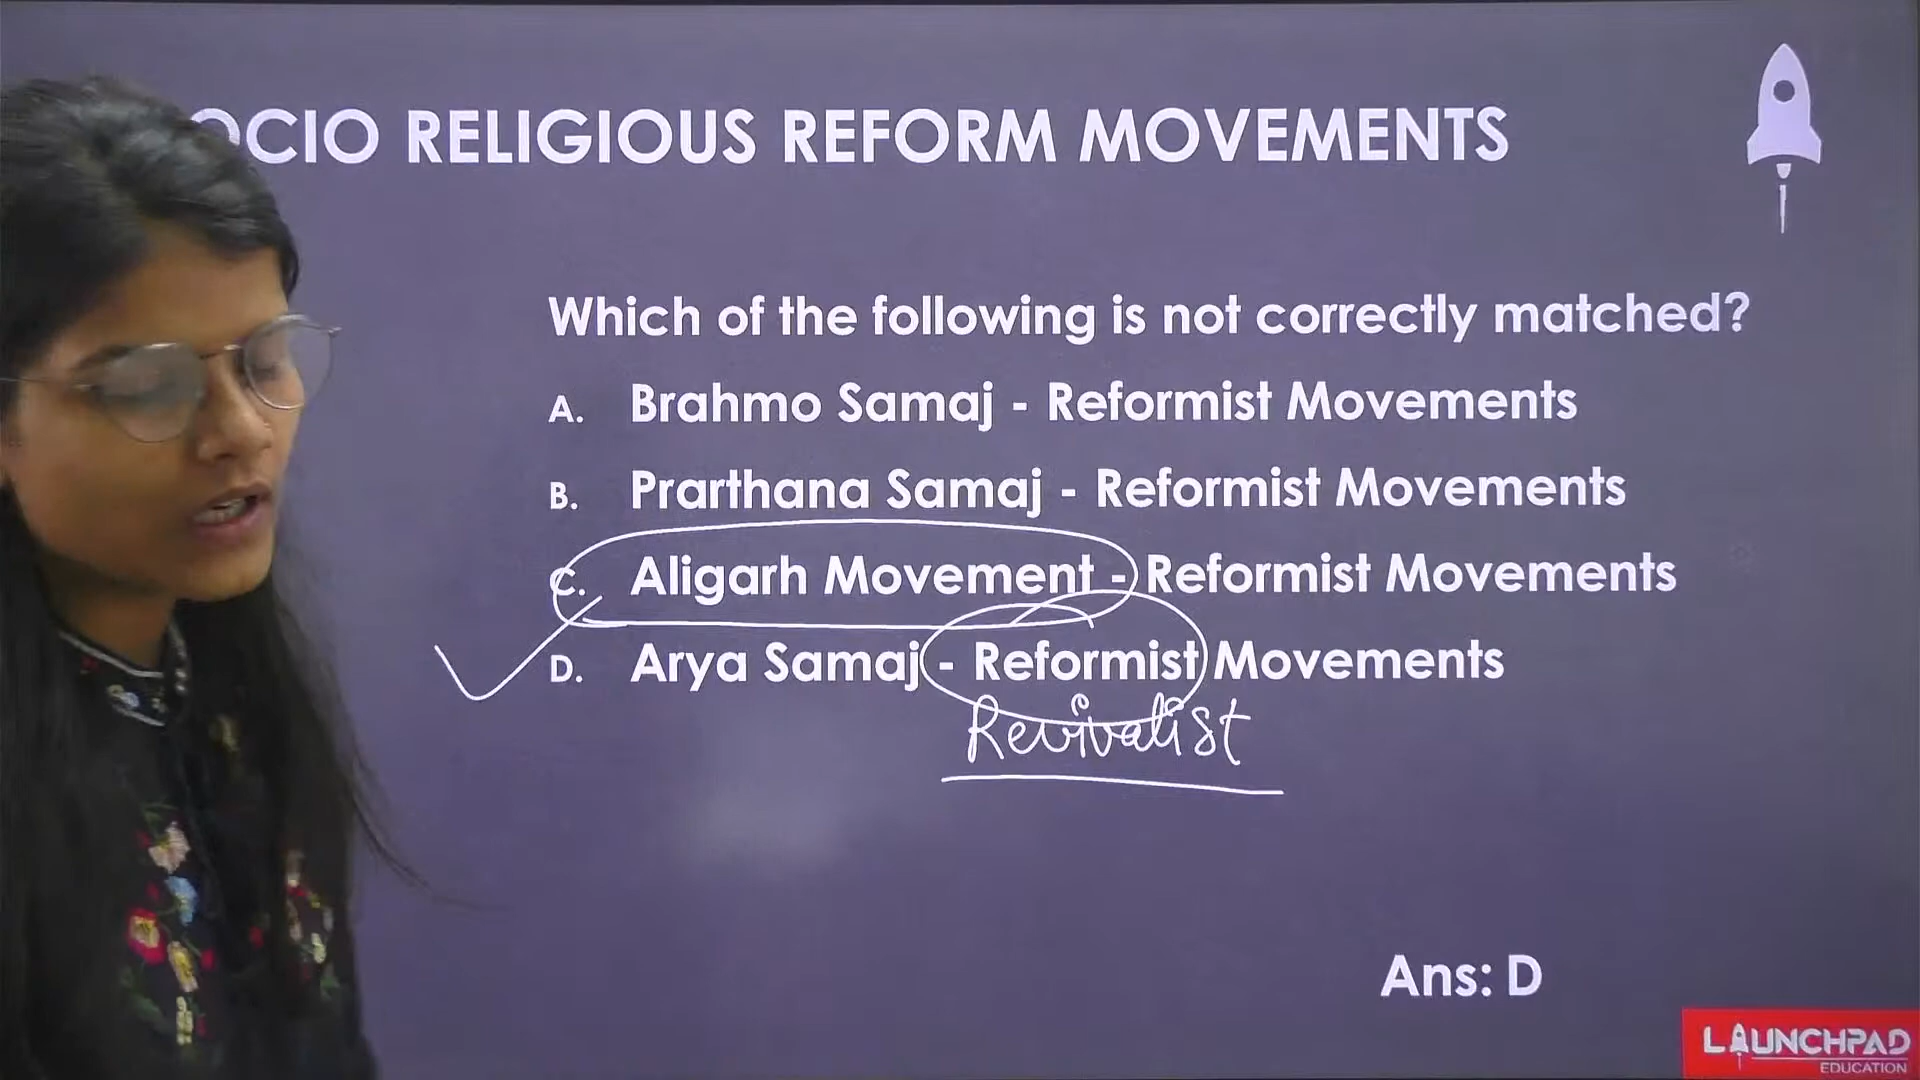 OCIO RELIGIOUS REFORM MOVEMENTS
Which of the following is not correctly matched?
A. Brahmo Samaj - Reformist Movements
B. Prarthana Samaj - Reformist Movements
C. Aligarh Movement - Reformist Movements
D. Arya Samaj - Reformist Movements
Revivalist
Ans: D
LAUNCHPAD
EDUCATION